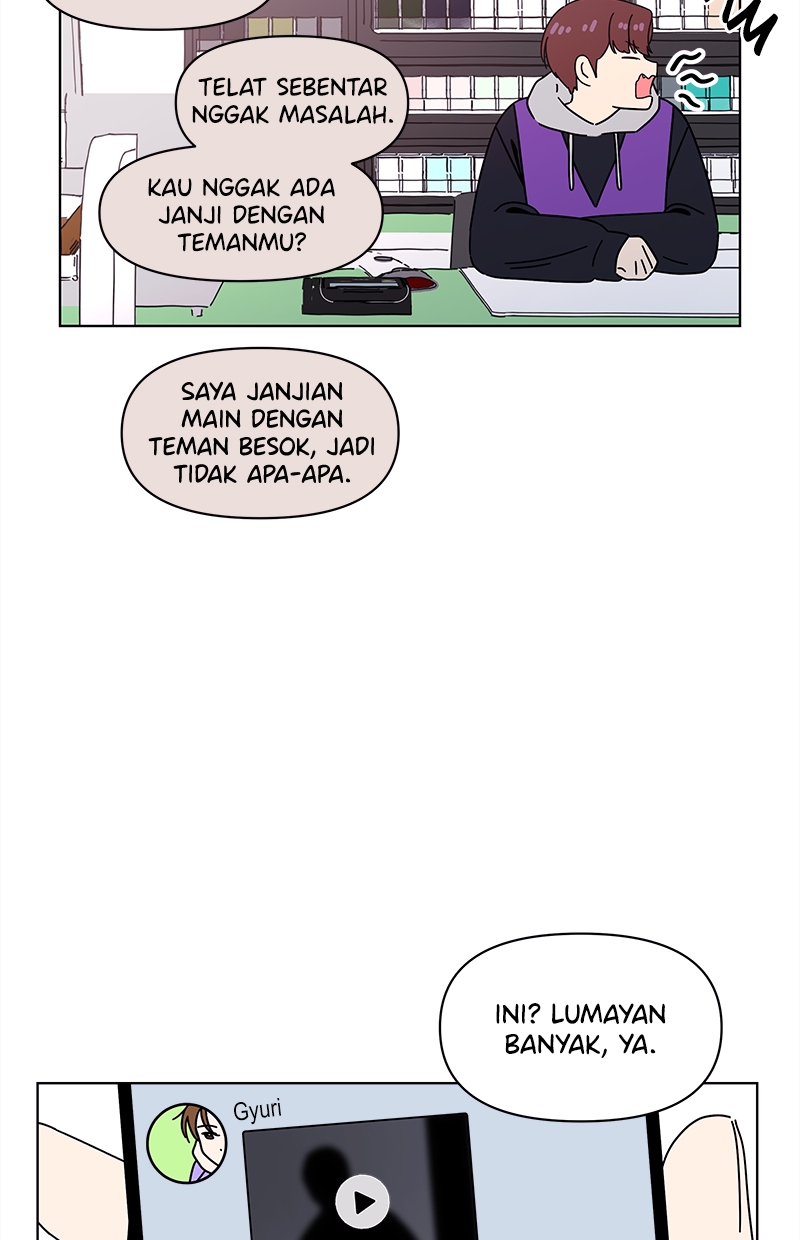 TELAT SEBENTAR
NGGAK MASALAH.
KAU NGGAK ADA
JANJI DENGAN
TEMANMU?
SAYA JANJIAN
MAIN DENGAN
TEMAN BESOK, JADI
TIDAK APA-APA.
INI? LUMAYAN
BANYAK, YA.
Gyuri